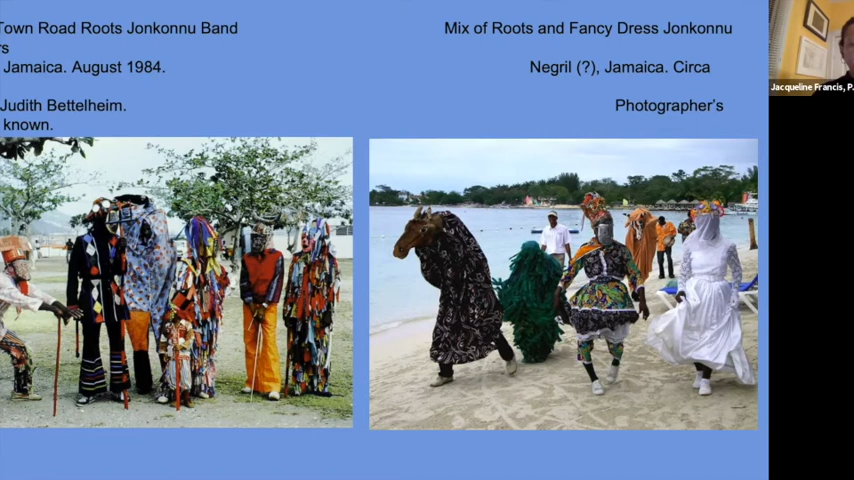 Town Road Roots Jonkonnu Band
rs
Jamaica. August 1984.
Judith Bettelheim.
known.
Mix of Roots and Fancy Dress Jonkonnu
Negril (?), Jamaica. Circa
Photographer’s
Jacqueline Francis, P.